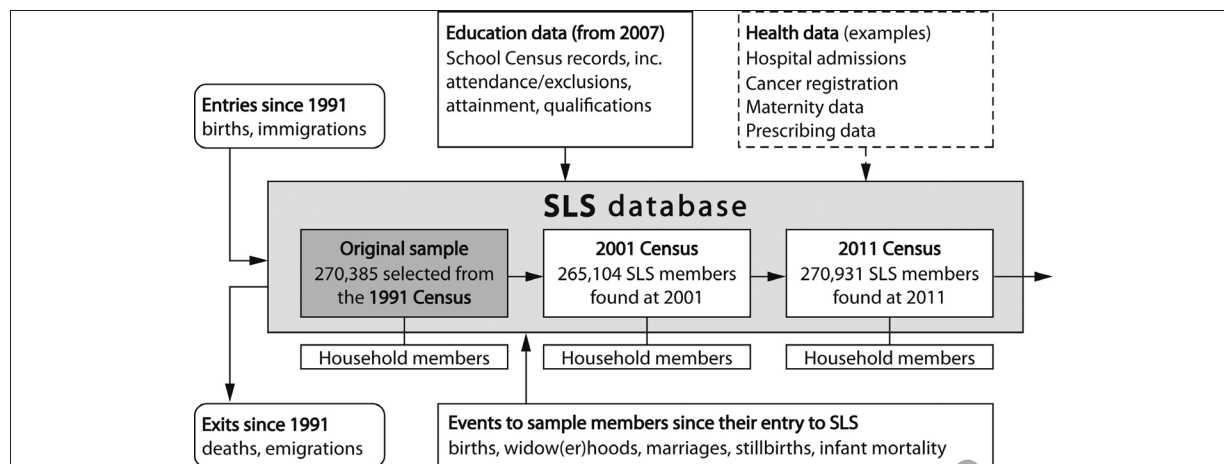 Education data (from 2007)
School Census records, inc.
attendance/exclusions,
attainment, qualifications
Health data (examples)
Hospital admissions
Cancer registration
Maternity data
Prescribing data
Entries since 1991
births, immigrations
SLS database
Original sample
270,385 selected from
the 1991 Census
2001 Census
265,104 SLS members
found at 2001
2011 Census
270,931 SLS members
found at 2011
Household members
Household members
Household members
Exits since 1991
deaths, emigrations
Events to sample members since their entry to SLS
births, widow(er)hoods, marriages, stillbirths, infant mortality